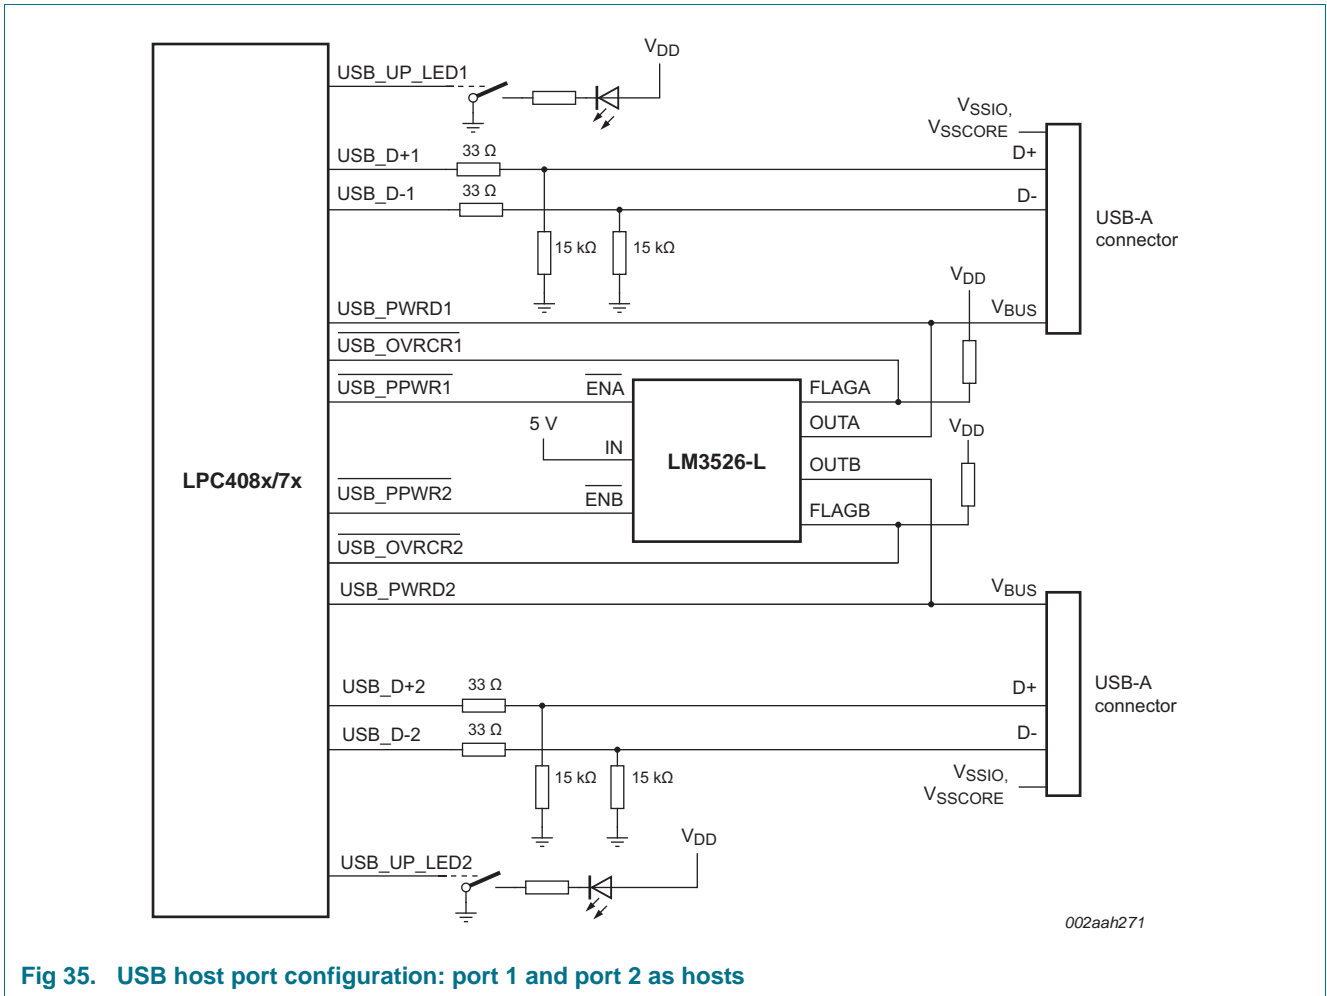 VDD
USB_UP_LED1
VSSIO,
VSSCORE
USB_D+1
33 Ω
D+
USB_D-1
33 Ω
D-
USB-A
connector
15 kΩ
15 kΩ
VDD
USB_PWRD1
VBUS
USB_OVRCR1
USB_PPWR1
ENA
FLAGA
5 V
OUTA
VDD
IN
LM3526-L
OUTB
LPC408x/7x
USB_PPWR2
ENB
FLAGB
USB_OVRCR2
USB_PWRD2
VBUS
USB_D+2
33 Ω
D+
USB-A
connector
USB_D-2
33 Ω
D-
15 kΩ
15 kΩ
VSSIO,
VSSCORE
VDD
USB_UP_LED2
002aah271
Fig 35. USB host port configuration: port 1 and port 2 as hosts